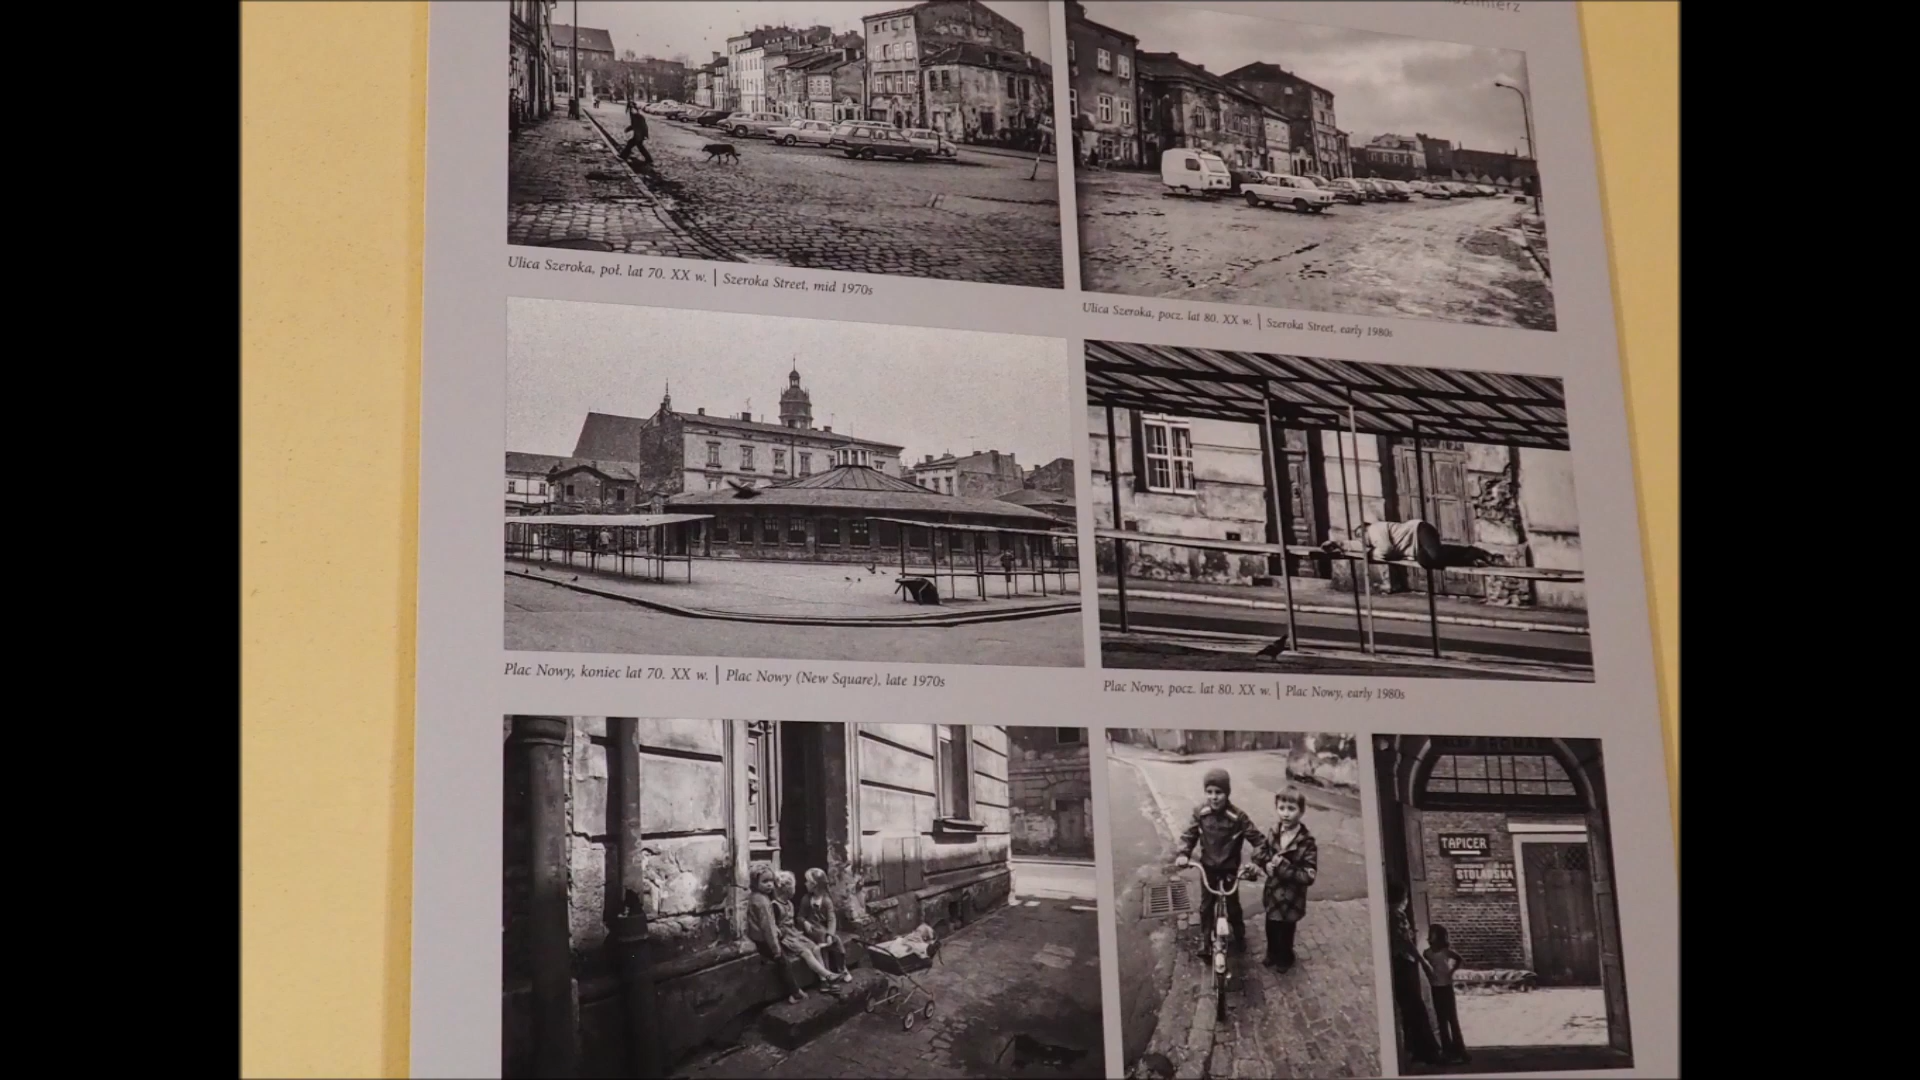 Ulica Szeroka, poł. lat 70. XX w. | Szeroka Street, mid 1970s
Ulica Szeroka, pocz. lat 80. XX w. | Szeroka Street, early 1980s
Plac Nowy, koniec lat 70. XX w. | Plac Nowy (New Square), late 1970s
Plac Nowy, pocz. lat 80. XX w. | Plac Nowy, early 1980s
TAPICER
STOLARSKA